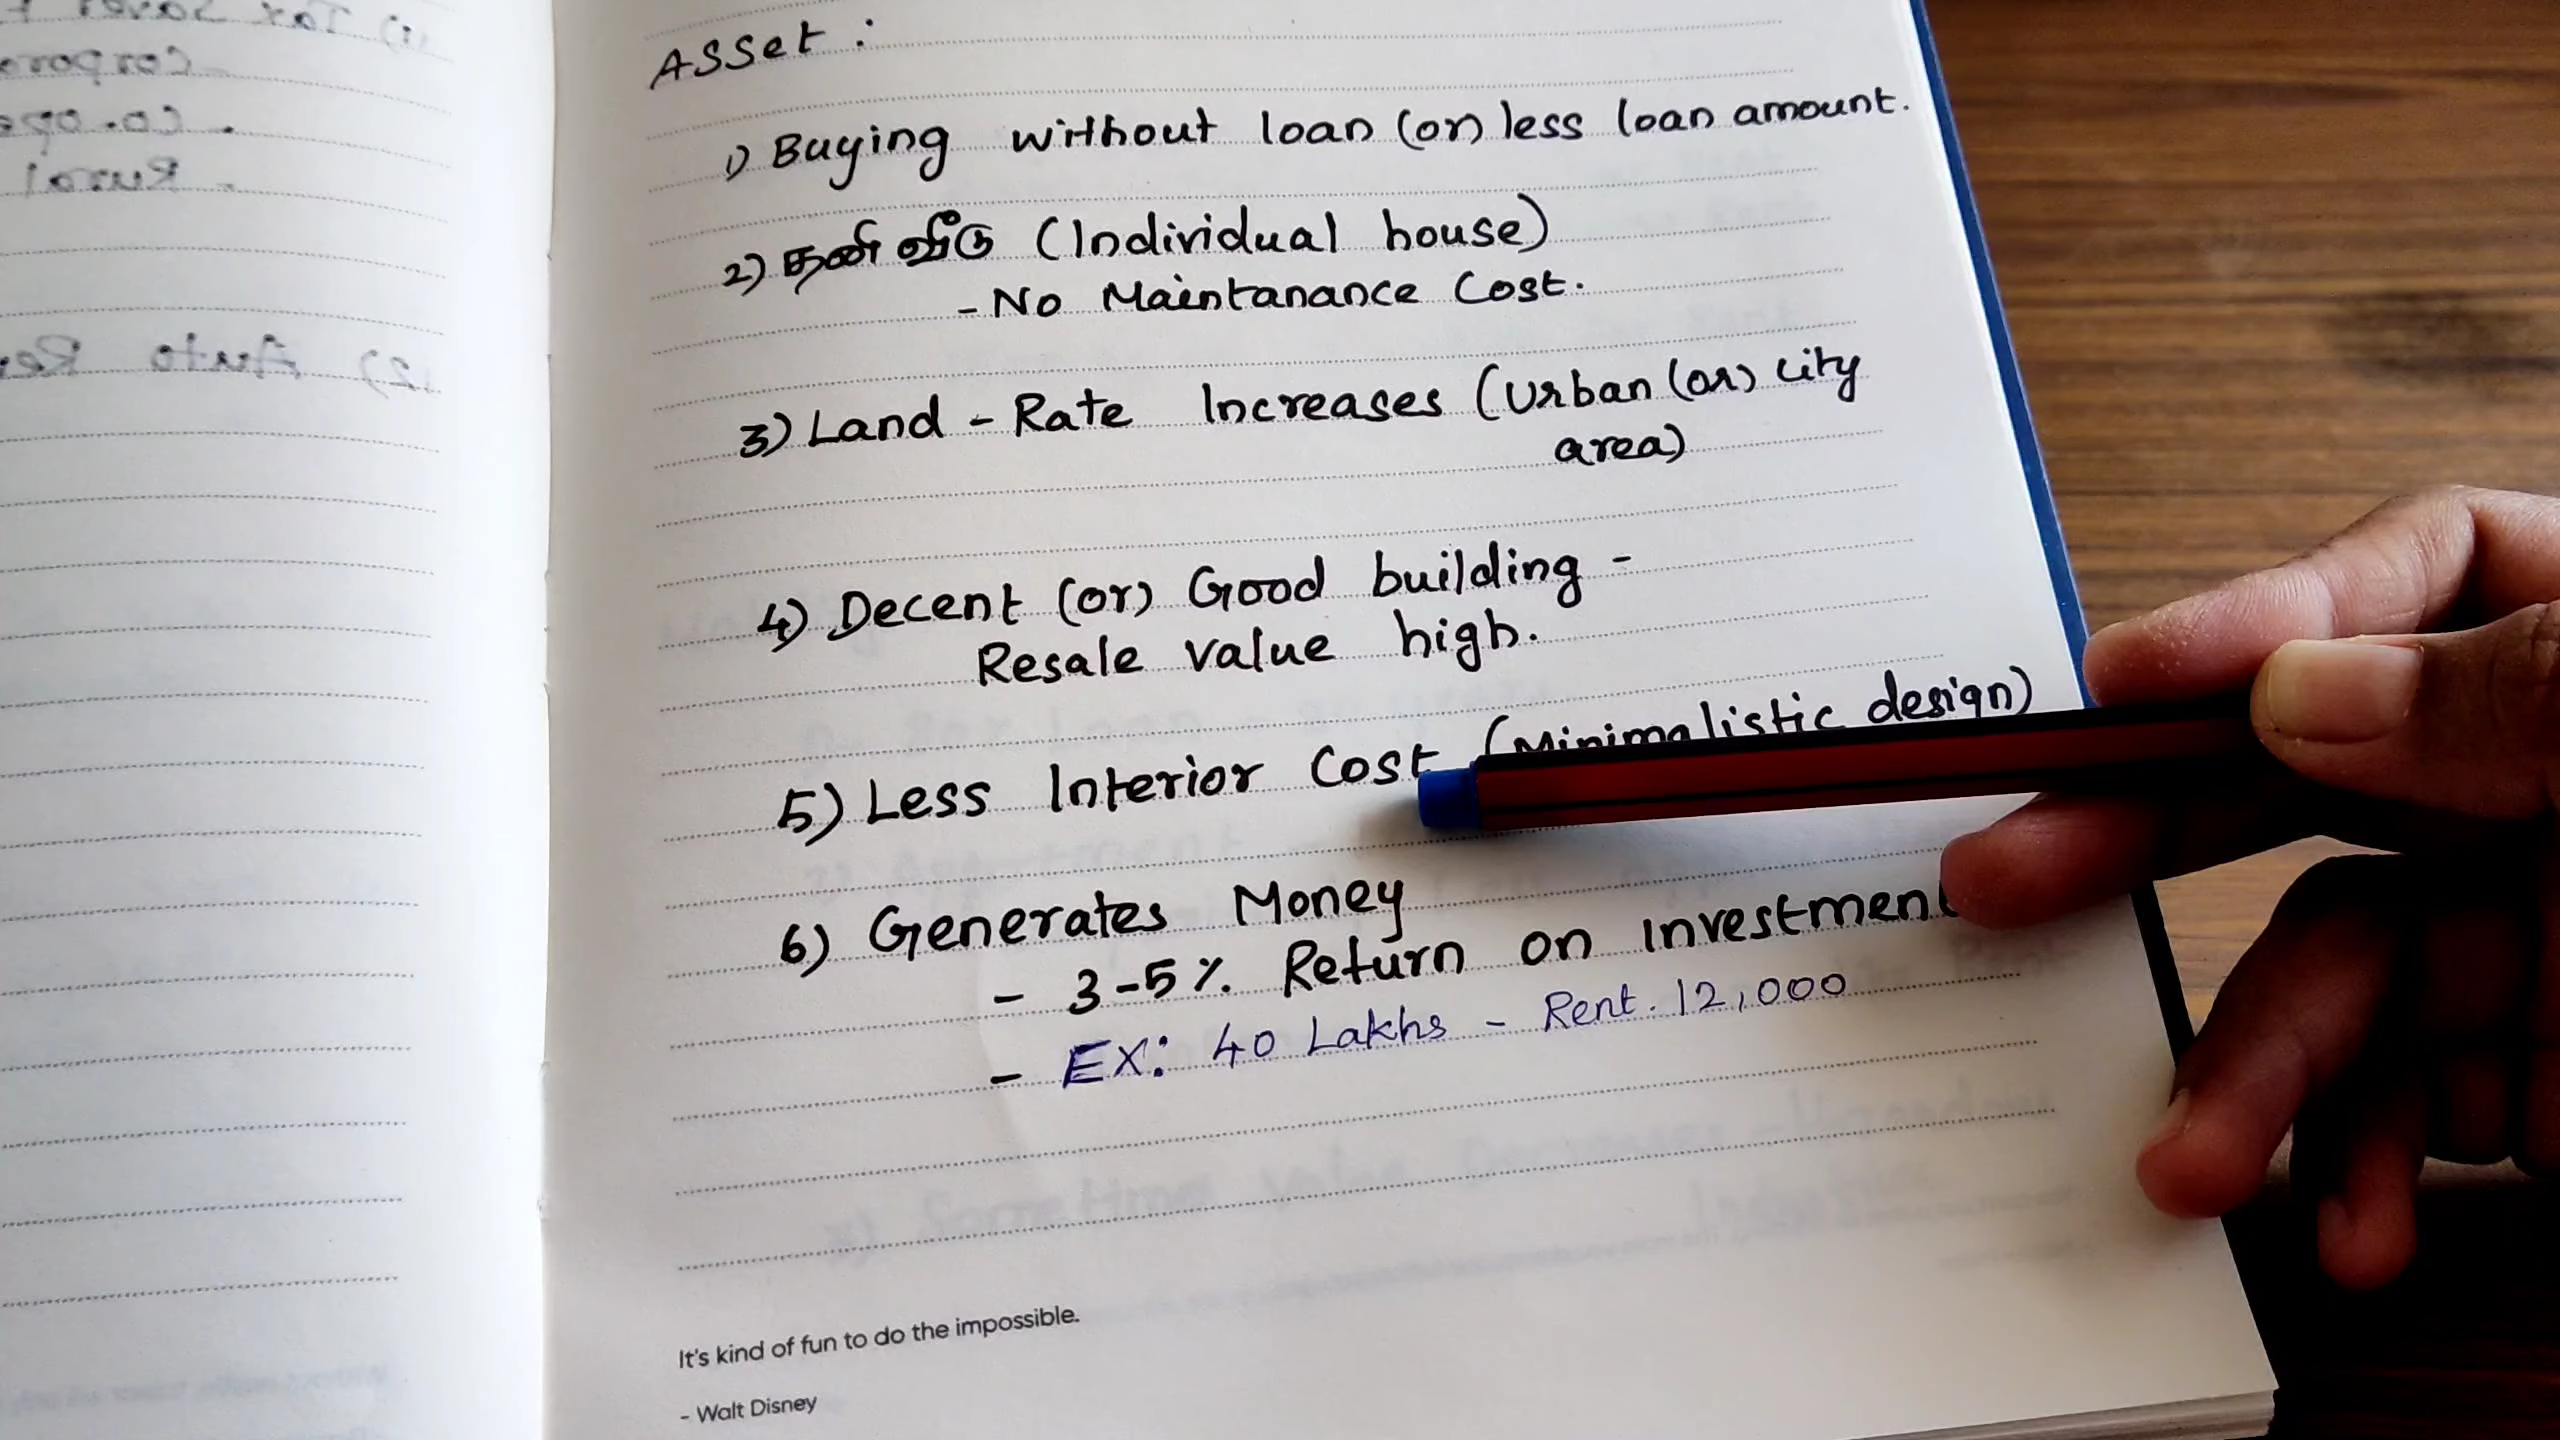 ASSet :
1) Buying without loan (or) less loan amount.
2) தனி வீடு (Individual house)
- No Maintanance Cost.
3) Land - Rate Increases (Urban (or) city
area)
4) Decent (or) Good building -
Resale value high.
5) Less Interior Cost (Minimalistic design)
6) Generates Money
- 3-5% Return on investment
- EX: 40 Lakhs - Rent. 12,000
It's kind of fun to do the impossible.
- Walt Disney